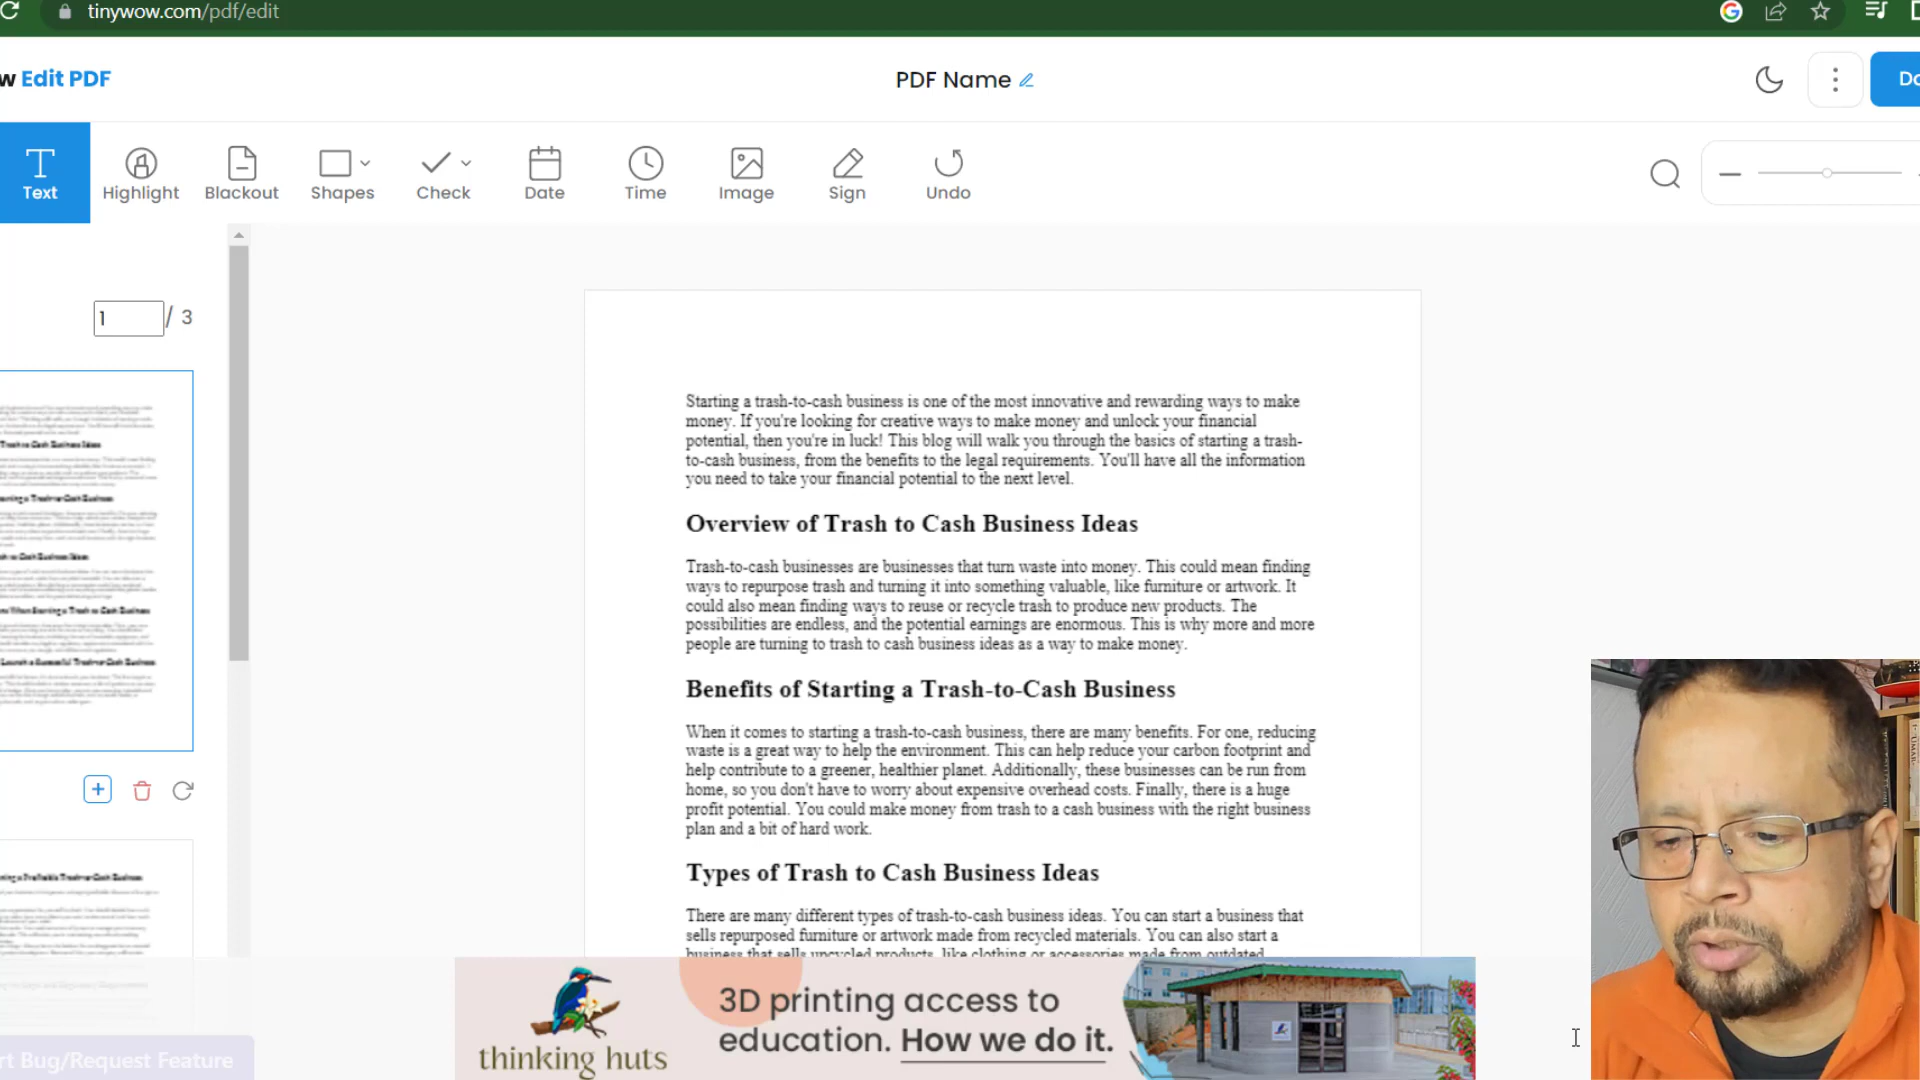 tinywow.com/pdf/edit
w Edit PDF
PDF Name
Do
Text
Highlight
Blackout
Shapes
Check
Date
Time
Image
Sign
Undo
1 / 3
Starting a trash-to-cash business is one of the most innovative and rewarding ways to make
money. If you're looking for creative ways to make money and unlock your financial
potential, then you're in luck! This blog will walk you through the basics of starting a trash-
to-cash business, from the benefits to the legal requirements. You'll have all the information
you need to take your financial potential to the next level.
Overview of Trash to Cash Business Ideas
Trash-to-cash businesses are businesses that turn waste into money. This could mean finding
ways to repurpose trash and turning it into something valuable, like furniture or artwork. It
could also mean finding ways to reuse or recycle trash to produce new products. The
possibilities are endless, and the potential earnings are enormous. This is why more and more
people are turning to trash to cash business ideas as a way to make money.
Benefits of Starting a Trash-to-Cash Business
When it comes to starting a trash-to-cash business, there are many benefits. For one, reducing
waste is a great way to help the environment. This can help reduce your carbon footprint and
help contribute to a greener, healthier planet. Additionally, these businesses can be run from
home, so you don't have to worry about expensive overhead costs. Finally, there is a huge
profit potential. You could make money from trash to a cash business with the right business
plan and a bit of hard work.
Types of Trash to Cash Business Ideas
There are many different types of trash-to-cash business ideas. You can start a business that
sells repurposed furniture or artwork made from recycled materials. You can also start a
business that sells upcycled products, like clothing or accessories made from outdated
thinking huts
3D printing access to
education. How we do it.
rt Bug/Request Feature